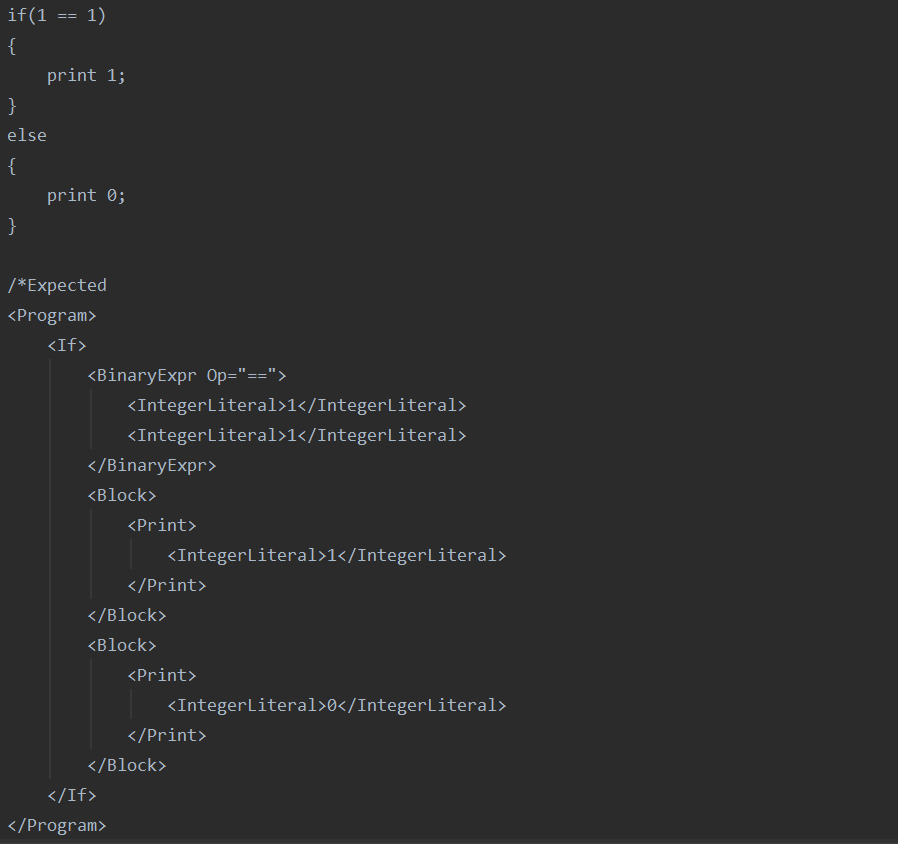 if(1 == 1)
{
    print 1;
}
else
{
    print 0;
}

/*Expected
<Program>
    <If>
        <BinaryExpr Op="==">
            <IntegerLiteral>1</IntegerLiteral>
            <IntegerLiteral>1</IntegerLiteral>
        </BinaryExpr>
        <Block>
            <Print>
                <IntegerLiteral>1</IntegerLiteral>
            </Print>
        </Block>
        <Block>
            <Print>
                <IntegerLiteral>0</IntegerLiteral>
            </Print>
        </Block>
    </If>
</Program>